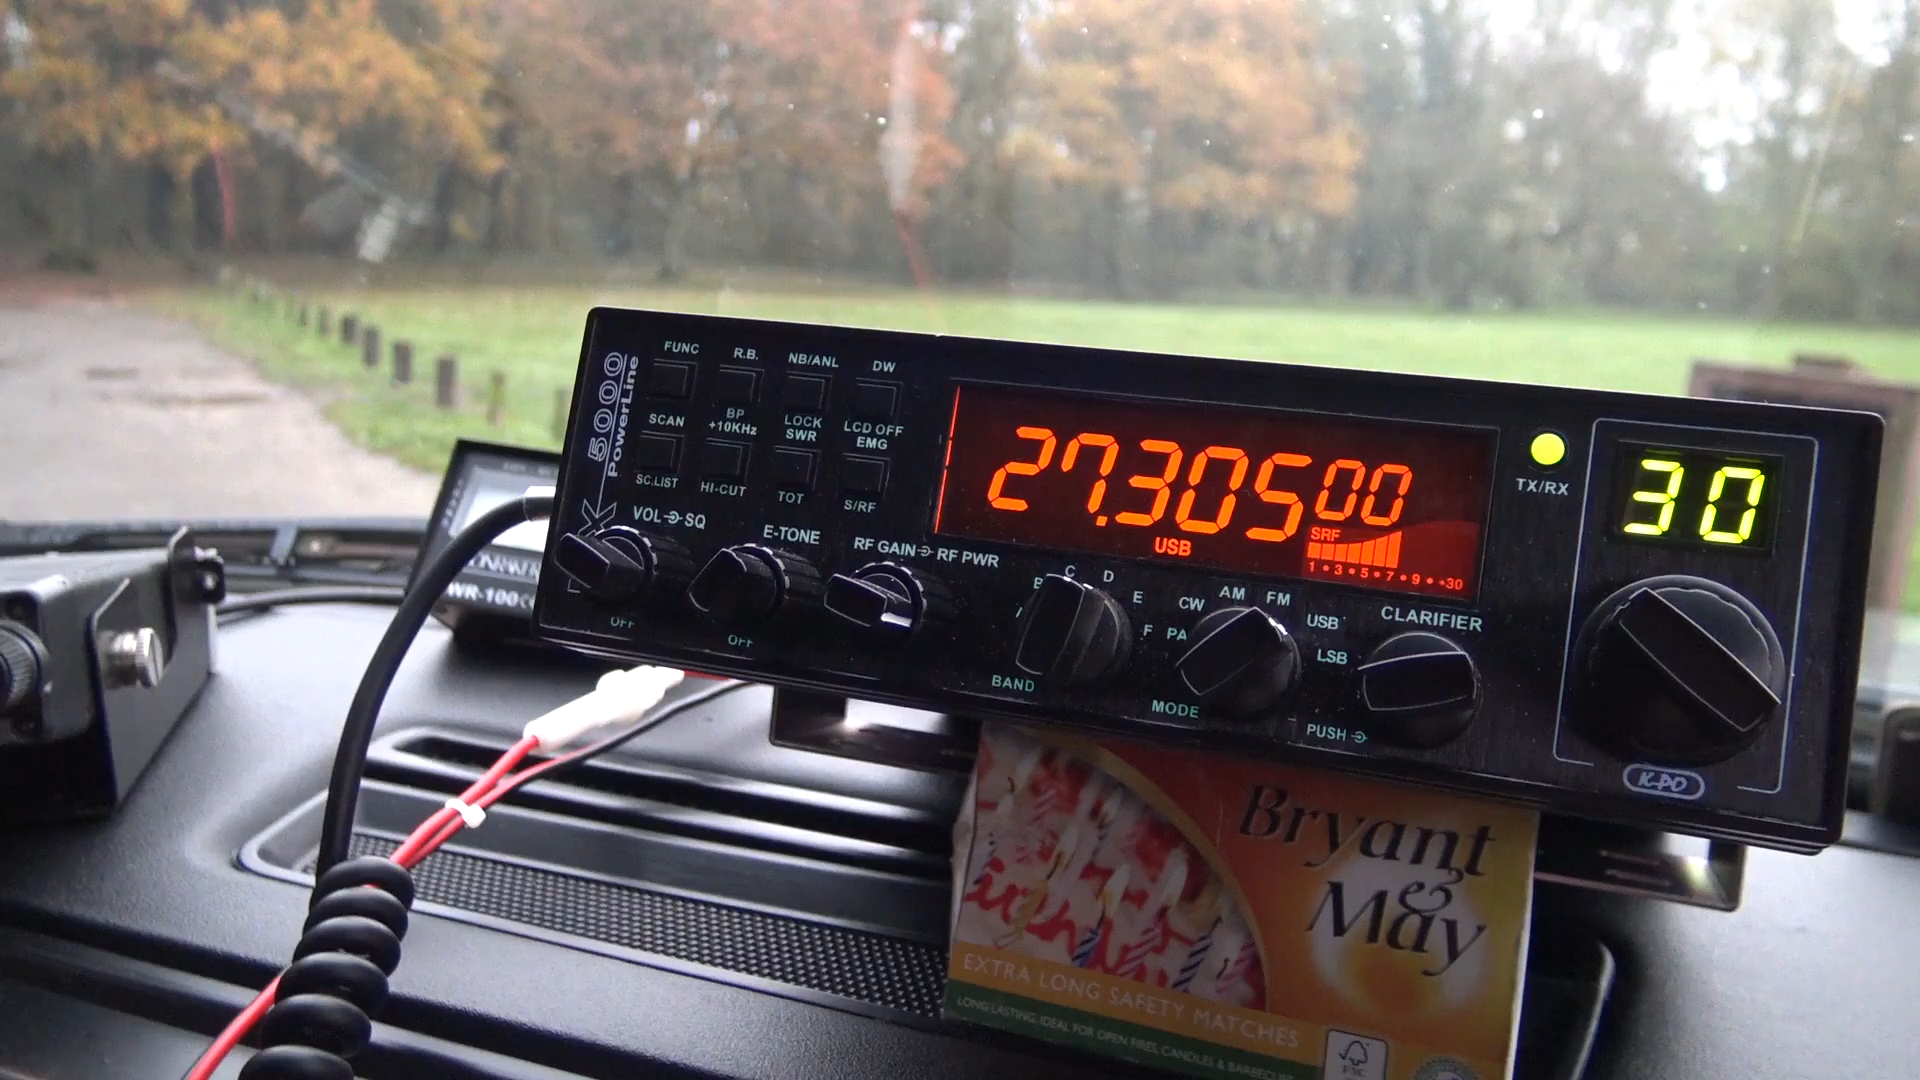 5000
PowerLine
FUNC
R.B.
NB/ANL
DW
SCAN
BP
+10KHz
LOCK
SWR
LCD OFF
EMG
SC.LIST
HI-CUT
TOT
S/RF
VOL SQ
E-TONE
RF GAIN RF PWR
OFF
OFF
27.30500
USB
SRF
1 • 3 • 5 • 7 • 9 • +30
TX/RX
30
B C D E F
BAND
PA CW AM FM USB LSB
MODE
CLARIFIER
PUSH
K-PO
WR-100
Bryant
&
May
EXTRA LONG SAFETY MATCHES
LONG LASTING, IDEAL FOR OPEN FIRES, CANDLES & BARBECUES
FSC